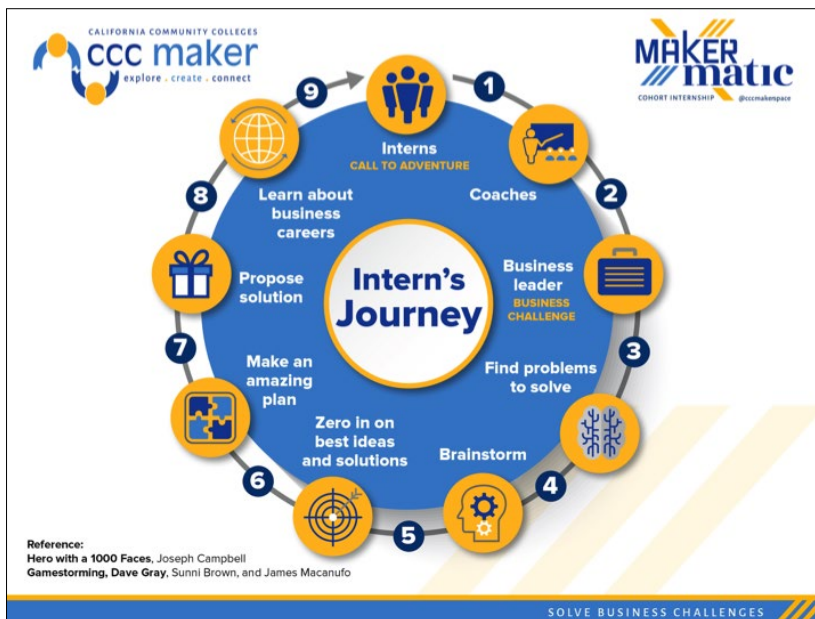 CALIFORNIA COMMUNITY COLLEGES
ccc maker
explore . create . connect
MAKER
matic
COHORT INTERNSHIP @cccmakerspace
9
1
Interns
CALL TO ADVENTURE
Coaches
2
Business
leader
BUSINESS
CHALLENGE
3
Find problems
to solve
4
Brainstorm
5
Zero in on
best ideas
and solutions
6
Make an
amazing
plan
7
Propose
solution
8
Learn about
business
careers
Intern's
Journey
Reference:
Hero with a 1000 Faces, Joseph Campbell
Gamestorming, Dave Gray, Sunni Brown, and James Macanufo
SOLVE BUSINESS CHALLENGES